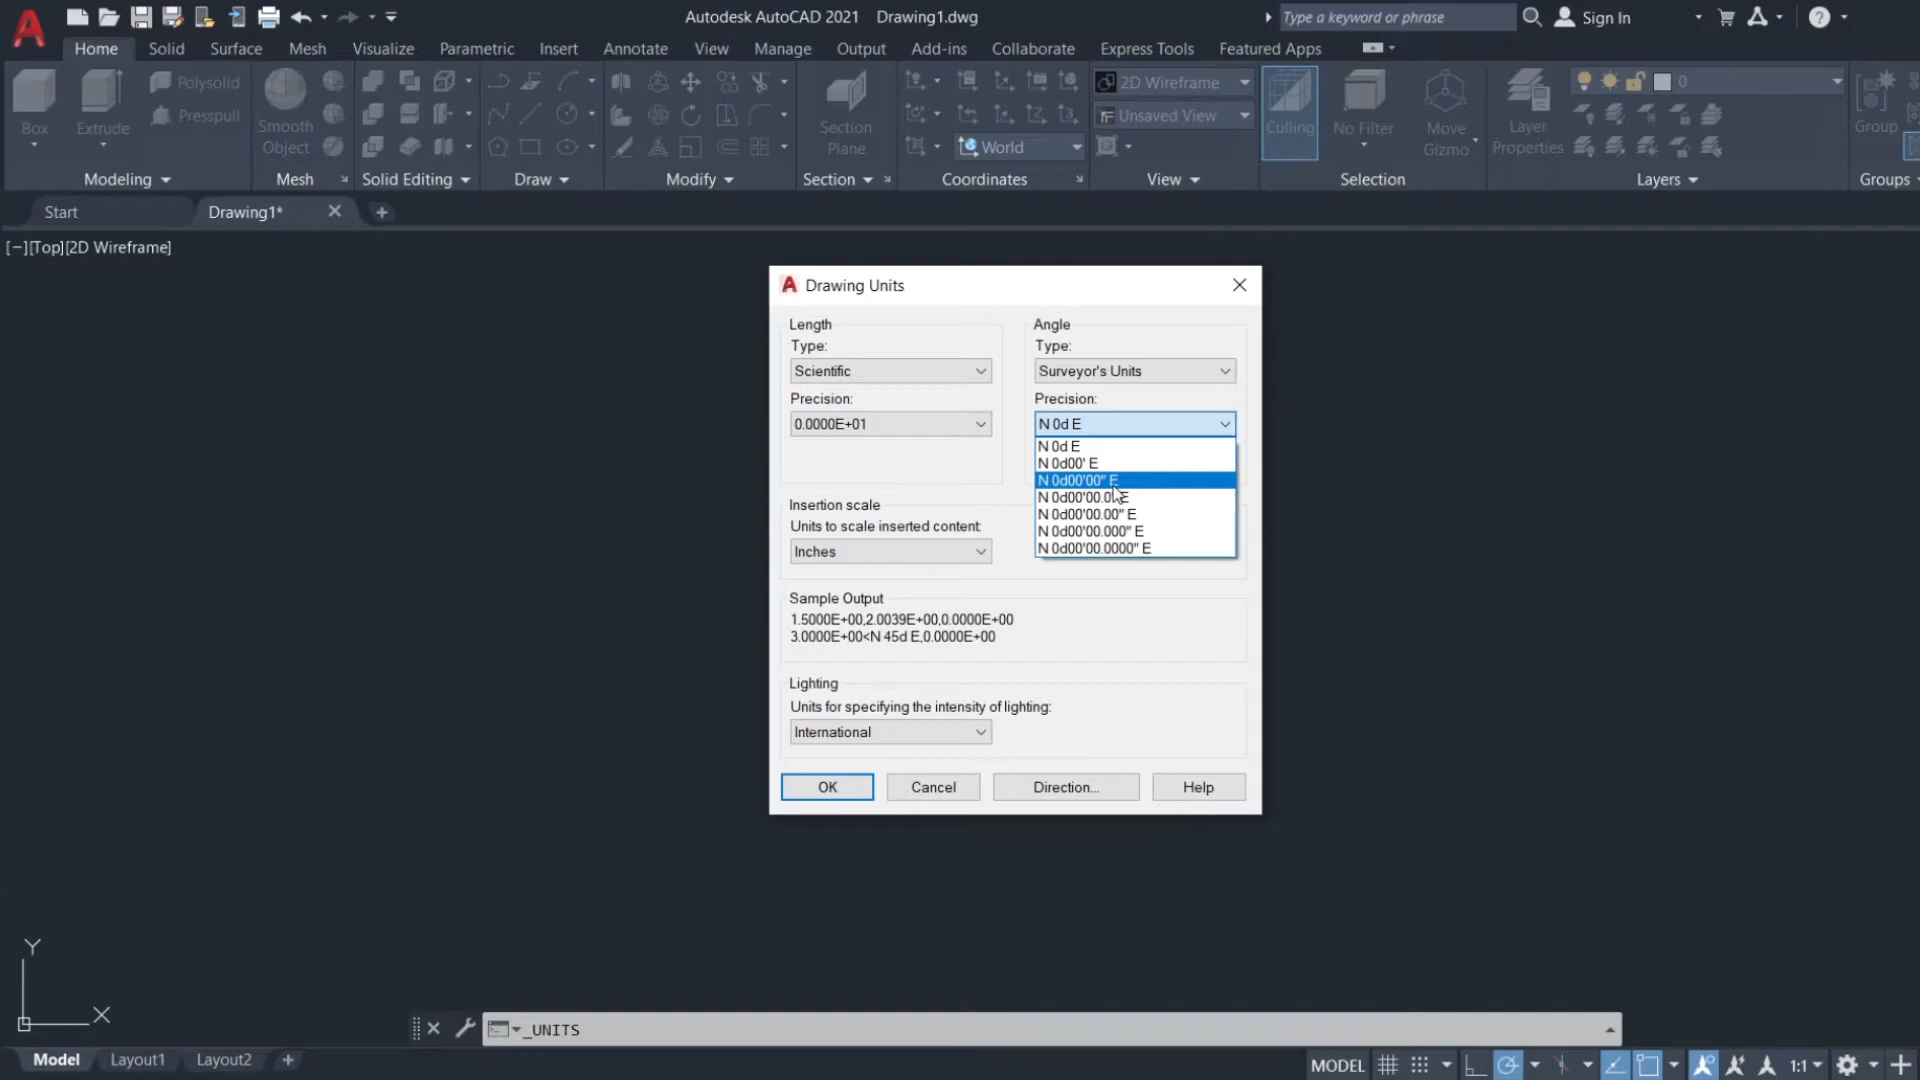 Autodesk AutoCAD 2021 Drawing1.dwg
Type a keyword or phrase
Sign In
Home Solid Surface Mesh Visualize Parametric Insert Annotate View Manage Output Add-ins Collaborate Express Tools Featured Apps
Box
Extrude
Polysolid
Presspull
Smooth
Object
Section
Plane
World
2D Wireframe
Unsaved View
Culling
No Filter
Move
Gizmo
Layer
Properties
0
Group
Modeling Mesh Solid Editing Draw Modify Section Coordinates View Selection Layers Groups
Start Drawing1*
[−][Top][2D Wireframe]
Drawing Units
Length
Type:
Scientific
Precision:
0.0000E+01
Angle
Type:
Surveyor's Units
Precision:
N 0d E
N 0d E
N 0d00' E
N 0d00'00" E
N 0d00'00.0" E
N 0d00'00.00" E
N 0d00'00.000" E
N 0d00'00.0000" E
Insertion scale
Units to scale inserted content:
Inches
Sample Output
1.5000E+00,2.0039E+00,0.0000E+00
3.0000E+00<N 45d E,0.0000E+00
Lighting
Units for specifying the intensity of lighting:
International
OK Cancel Direction... Help
Y
X
_UNITS
Model Layout1 Layout2
MODEL
1:1